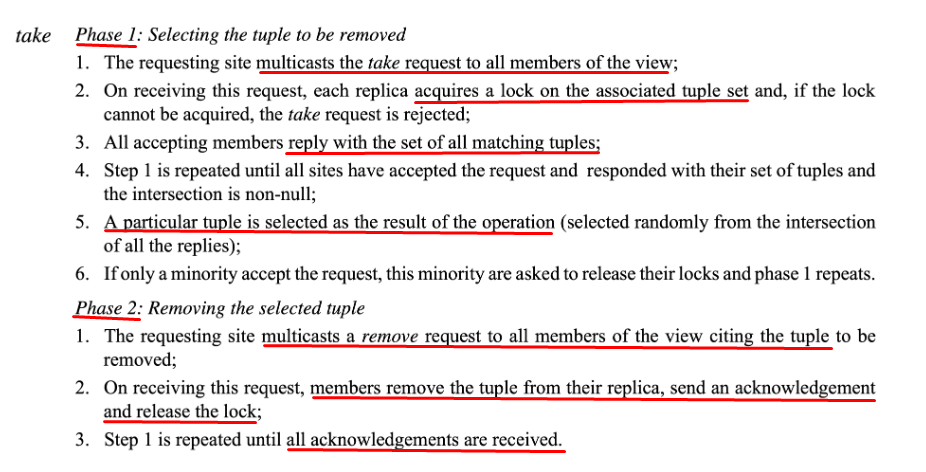 take Phase 1: Selecting the tuple to be removed
1. The requesting site multicasts the take request to all members of the view;
2. On receiving this request, each replica acquires a lock on the associated tuple set and, if the lock
cannot be acquired, the take request is rejected;
3. All accepting members reply with the set of all matching tuples;
4. Step 1 is repeated until all sites have accepted the request and responded with their set of tuples and
the intersection is non-null;
5. A particular tuple is selected as the result of the operation (selected randomly from the intersection
of all the replies);
6. If only a minority accept the request, this minority are asked to release their locks and phase 1 repeats.
Phase 2: Removing the selected tuple
1. The requesting site multicasts a remove request to all members of the view citing the tuple to be
removed;
2. On receiving this request, members remove the tuple from their replica, send an acknowledgement
and release the lock;
3. Step 1 is repeated until all acknowledgements are received.